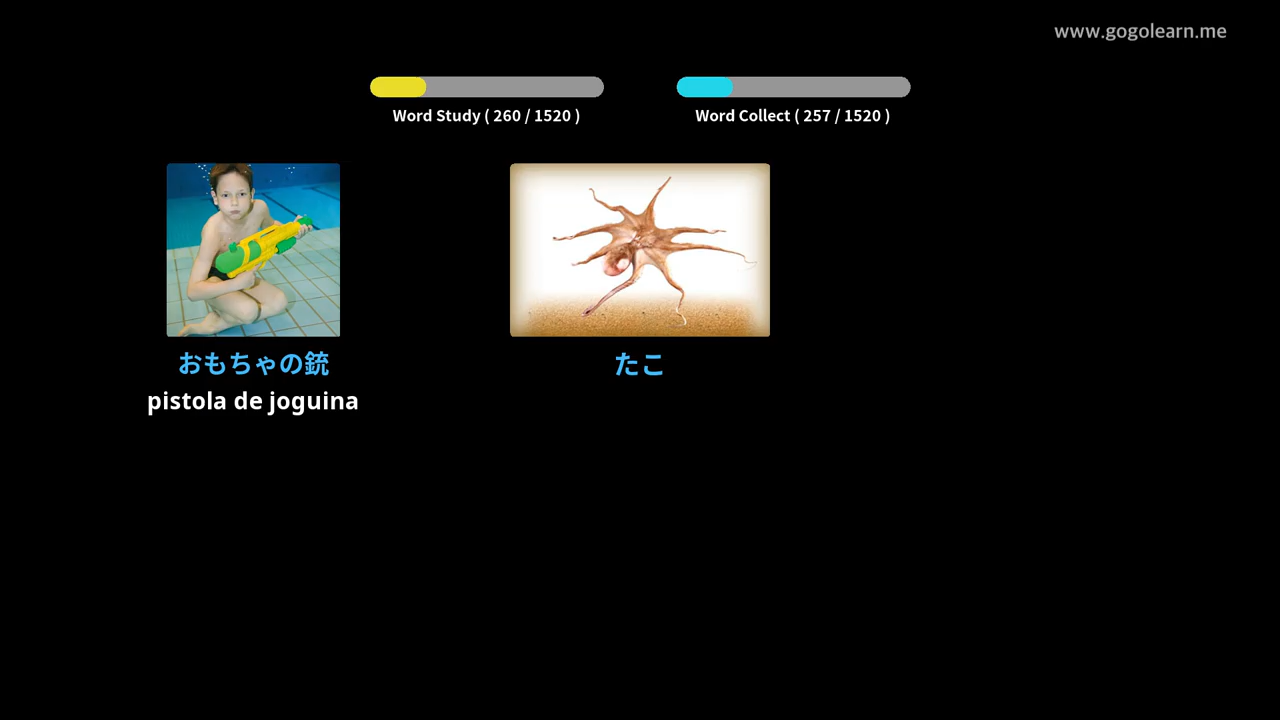 www.gogolearn.me
Word Study ( 260 / 1520 )
Word Collect ( 257 / 1520 )
おもちゃの銃
pistola de joguina
たこ